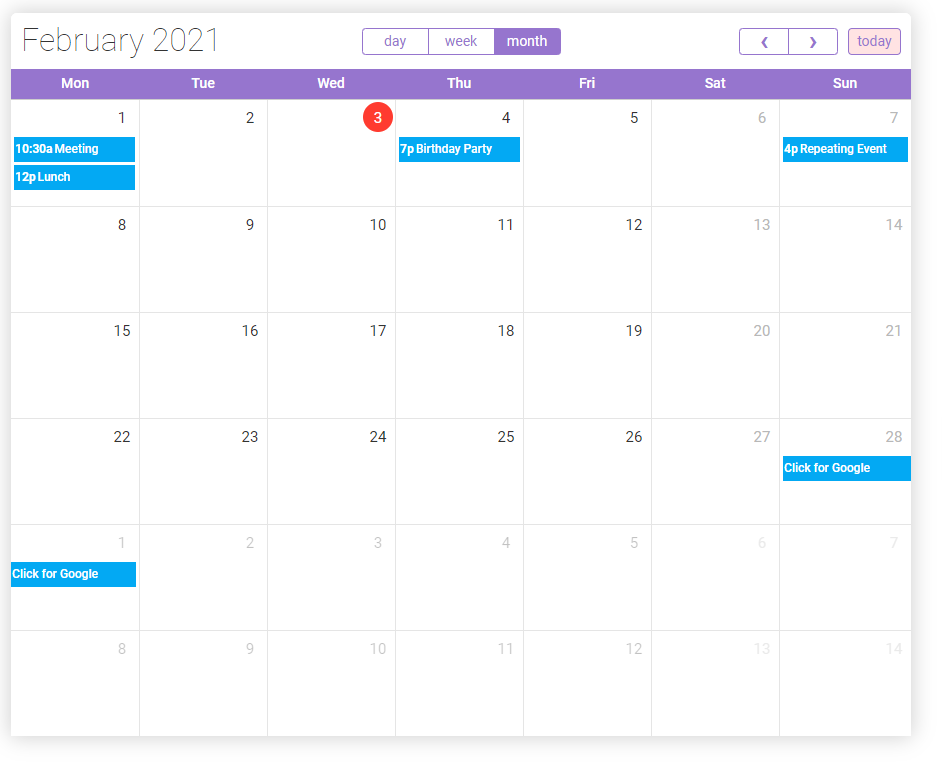 February 2021 day week month ❮ ❯ today
Mon Tue Wed Thu Fri Sat Sun
1 2 3 4 5 6 7
10:30a Meeting 7p Birthday Party 4p Repeating Event
12p Lunch
8 9 10 11 12 13 14
15 16 17 18 19 20 21
22 23 24 25 26 27 28
Click for Google
1 2 3 4 5 6 7
Click for Google
8 9 10 11 12 13 14